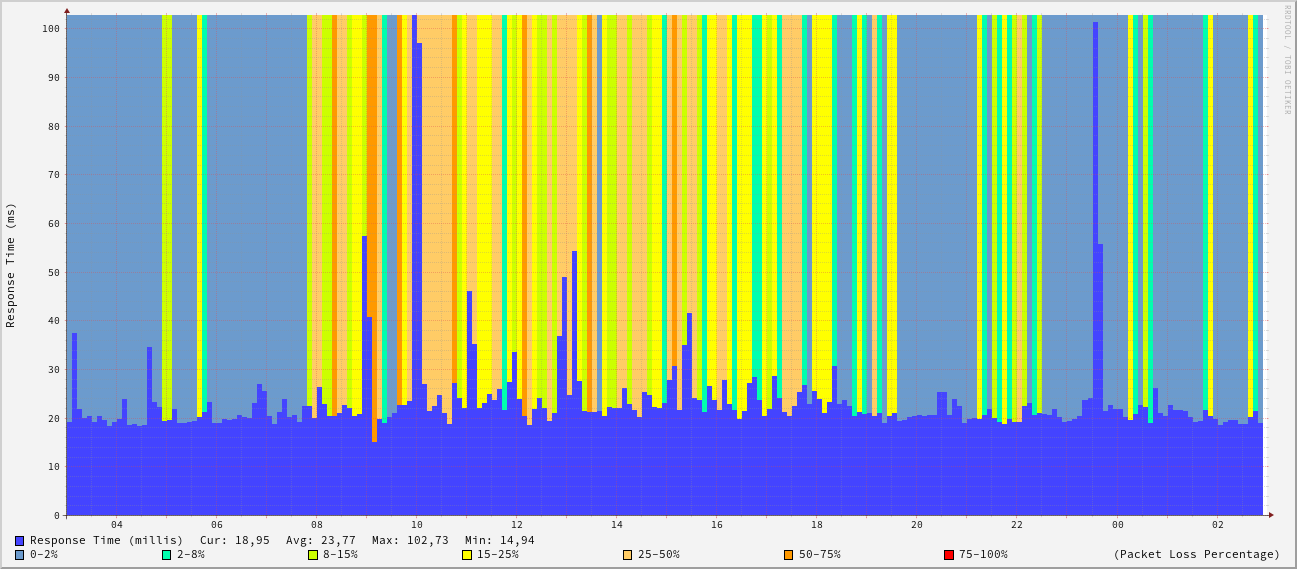 RRDTOOL / TOBI OETIKER
Response Time (ms)
100
90
80
70
60
50
40
30
20
10
0
04 06 08 10 12 14 16 18 20 22 00 02
Response Time (millis) Cur: 18,95 Avg: 23,77 Max: 102,73 Min: 14,94
0-2% 2-8% 8-15% 15-25% 25-50% 50-75% 75-100% (Packet Loss Percentage)